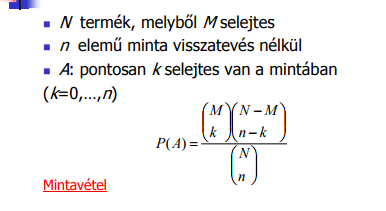 N termék, melyből M selejtes
n elemű minta visszatevés nélkül
A: pontosan k selejtes van a mintában
(k=0,...,n)
P(A) = \frac{\binom{M}{k}\binom{N-M}{n-k}}{\binom{N}{n}}
Mintavétel